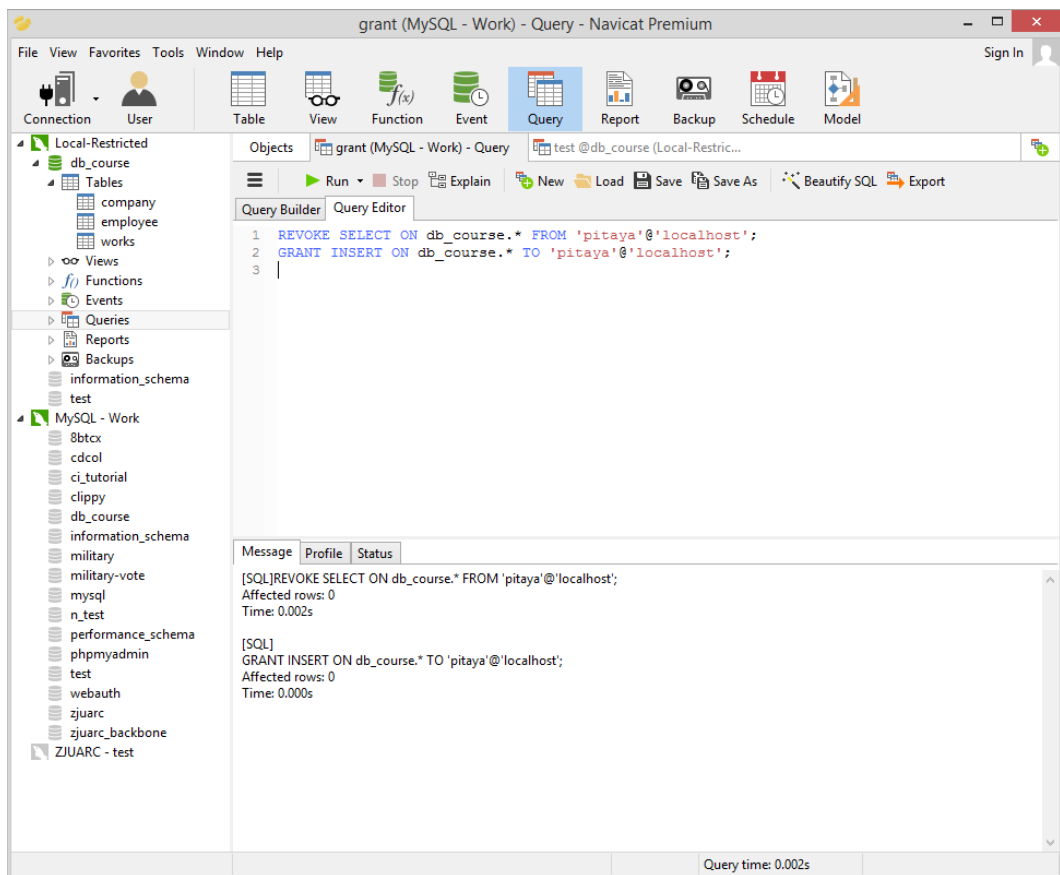 grant (MySQL - Work) - Query - Navicat Premium
File View Favorites Tools Window Help
Sign In
Connection User Table View Function Event Query Report Backup Schedule Model
f(x)
Local-Restricted
db_course
Tables
company
employee
works
Views
f() Functions
Events
Queries
Reports
Backups
information_schema
test
MySQL - Work
8btcx
cdcol
ci_tutorial
clippy
db_course
information_schema
military
military-vote
mysql
n_test
performance_schema
phpmyadmin
test
webauth
zjuarc
zjuarc_backbone
ZJUARC - test
Objects grant (MySQL - Work) - Query test @db_course (Local-Restric...
Run Stop Explain New Load Save Save As Beautify SQL Export
Query Builder Query Editor
1 REVOKE SELECT ON db_course.* FROM 'pitaya'@'localhost';
2 GRANT INSERT ON db_course.* TO 'pitaya'@'localhost';
3
Message Profile Status
[SQL]REVOKE SELECT ON db_course.* FROM 'pitaya'@'localhost';
Affected rows: 0
Time: 0.002s
[SQL]
GRANT INSERT ON db_course.* TO 'pitaya'@'localhost';
Affected rows: 0
Time: 0.000s
Query time: 0.002s